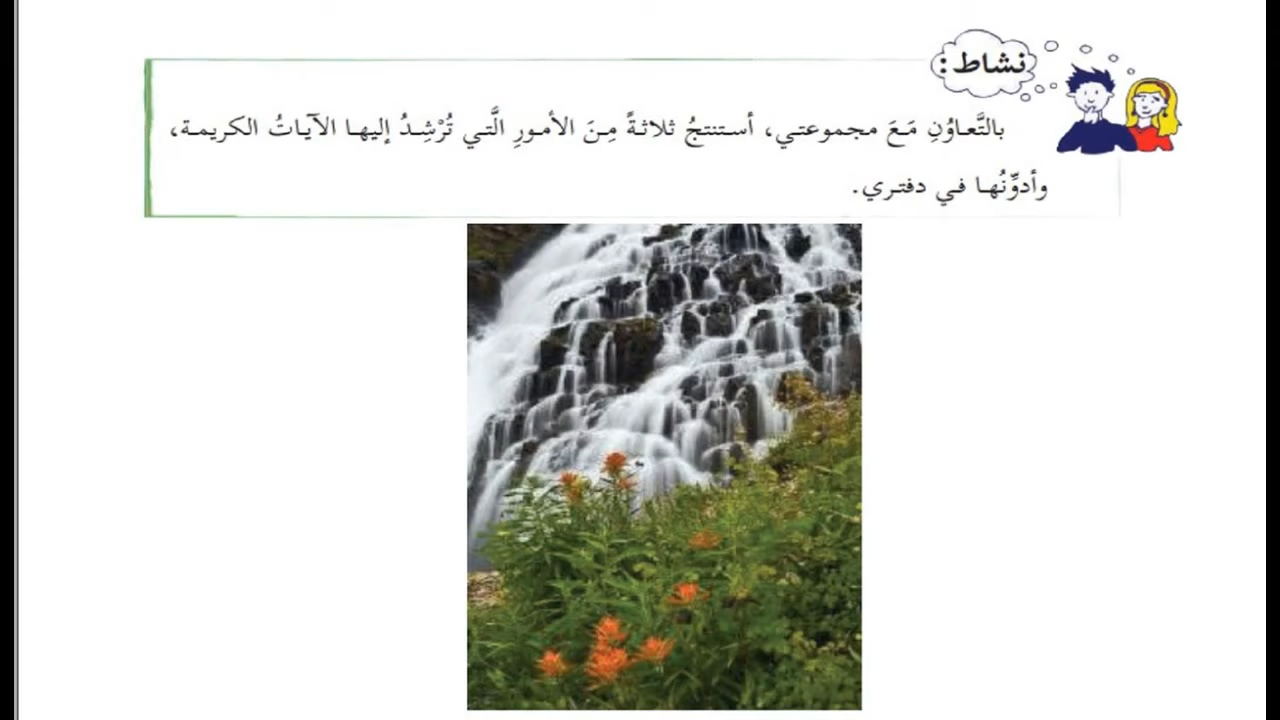 نشاط:
بالتَّعاوُنِ مَعَ مجموعتي، أستنتجُ ثلاثةً مِنَ الأمورِ الَّتي تُرْشِدُ إليها الآياتُ الكريمة،
وأدوِّنُها في دفتري.